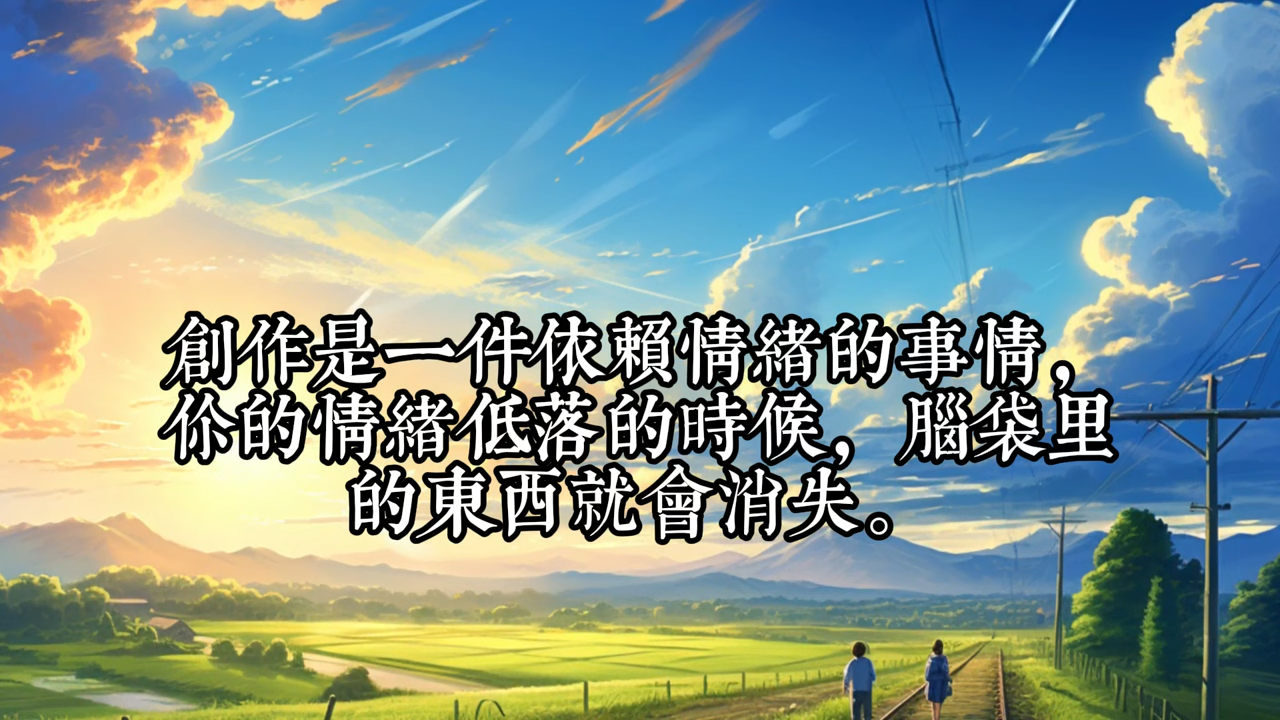 創作是一件依賴情緒的事情，
你的情緒低落的時候，腦袋里
的東西就會消失。